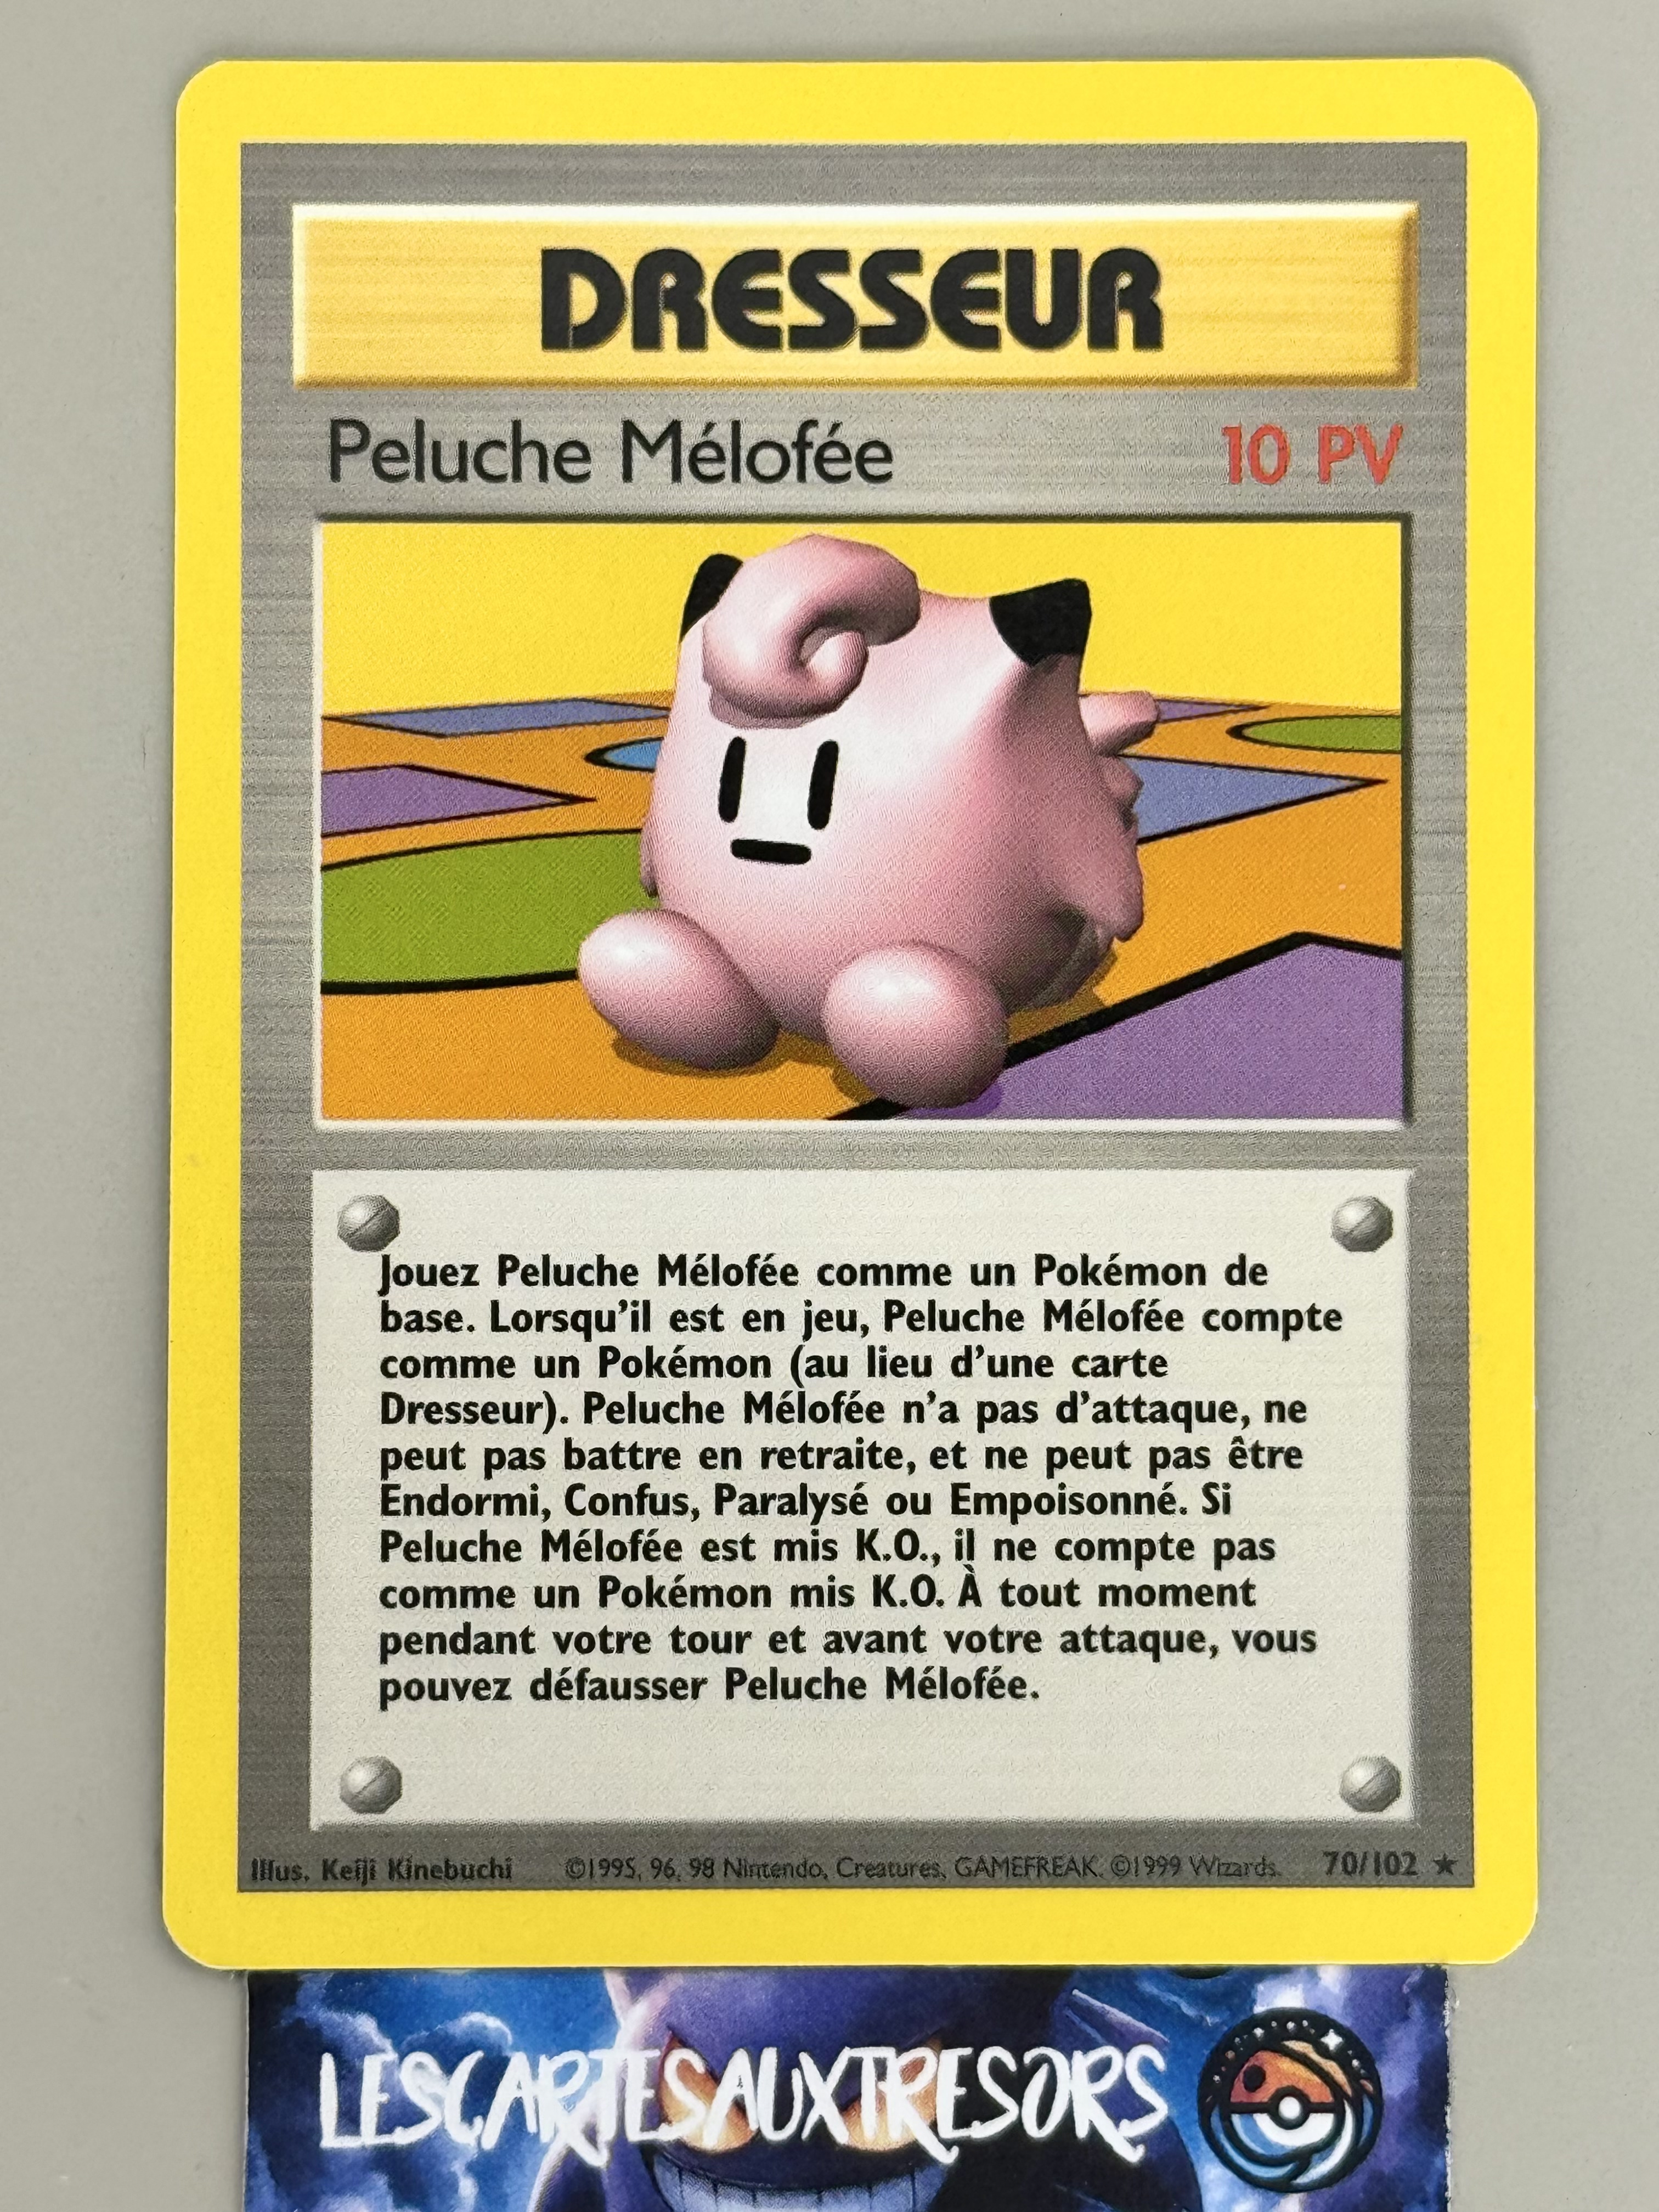 DRESSEUR
Peluche Mélofée 10 PV
Jouez Peluche Mélofée comme un Pokémon de
base. Lorsqu'il est en jeu, Peluche Mélofée compte
comme un Pokémon (au lieu d'une carte
Dresseur). Peluche Mélofée n'a pas d'attaque, ne
peut pas battre en retraite, et ne peut pas être
Endormi, Confus, Paralysé ou Empoisonné. Si
Peluche Mélofée est mis K.O., il ne compte pas
comme un Pokémon mis K.O. À tout moment
pendant votre tour et avant votre attaque, vous
pouvez défausser Peluche Mélofée.
Illus. Keiji Kinebuchi ©1995, 96, 98 Nintendo, Creatures, GAMEFREAK. ©1999 Wizards. 70/102 ★
LESCARTESAUXTRESORS